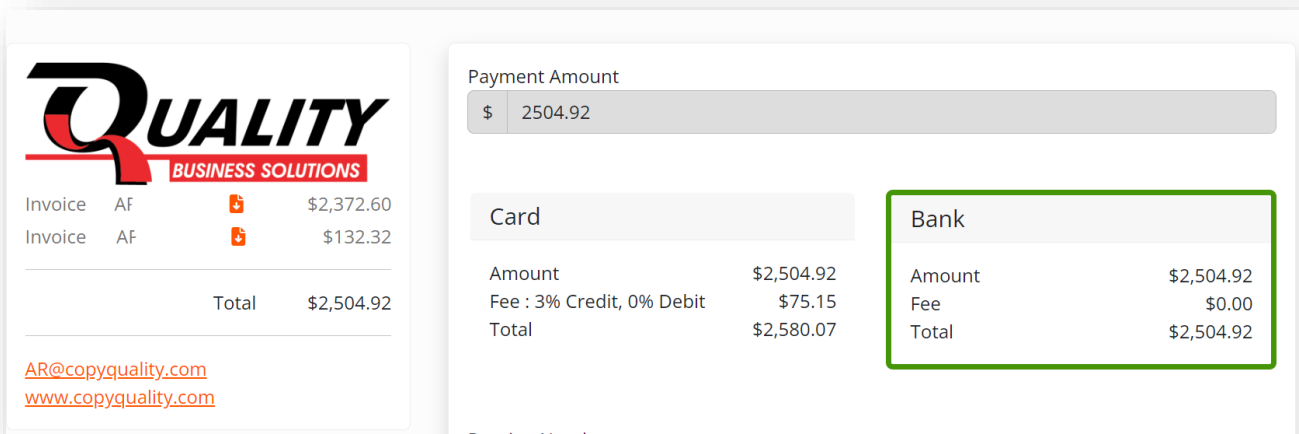 QUALITY
BUSINESS SOLUTIONS
Invoice AF $2,372.60
Invoice AF $132.32
Total $2,504.92
AR@copyquality.com
www.copyquality.com
Payment Amount
$ 2504.92
Card
Amount $2,504.92
Fee : 3% Credit, 0% Debit $75.15
Total $2,580.07
Bank
Amount $2,504.92
Fee $0.00
Total $2,504.92